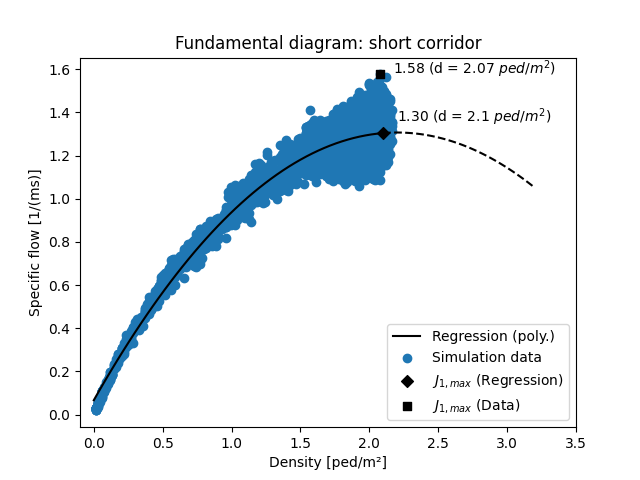 Fundamental diagram: short corridor
1.58 (d = 2.07 ped/m²)
1.30 (d = 2.1 ped/m²)
Specific flow [1/(ms)]
1.6
1.4
1.2
1.0
0.8
0.6
0.4
0.2
0.0
Regression (poly.)
Simulation data
J₁,max (Regression)
J₁,max (Data)
0.0 0.5 1.0 1.5 2.0 2.5 3.0 3.5
Density [ped/m²]